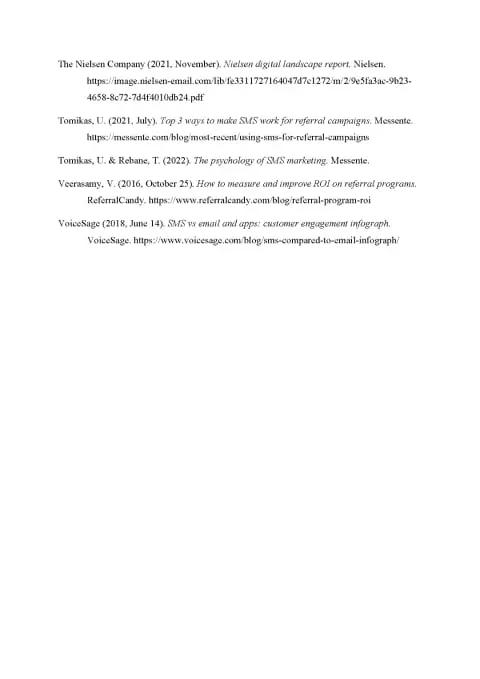 The Nielsen Company (2021, November). Nielsen digital landscape report. Nielsen.
https://image.nielsen-email.com/lib/fe3311727164047d7c1272/m/2/9e5fa3ac-9b23-
4658-8c72-7d4f4010db24.pdf
Tomikas, U. (2021, July). Top 3 ways to make SMS work for referral campaigns. Messente.
https://messente.com/blog/most-recent/using-sms-for-referral-campaigns
Tomikas, U. & Rebane, T. (2022). The psychology of SMS marketing. Messente.
Veerasamy, V. (2016, October 25). How to measure and improve ROI on referral programs.
ReferralCandy. https://www.referralcandy.com/blog/referral-program-roi
VoiceSage (2018, June 14). SMS vs email and apps: customer engagement infograph.
VoiceSage. https://www.voicesage.com/blog/sms-compared-to-email-infograph/